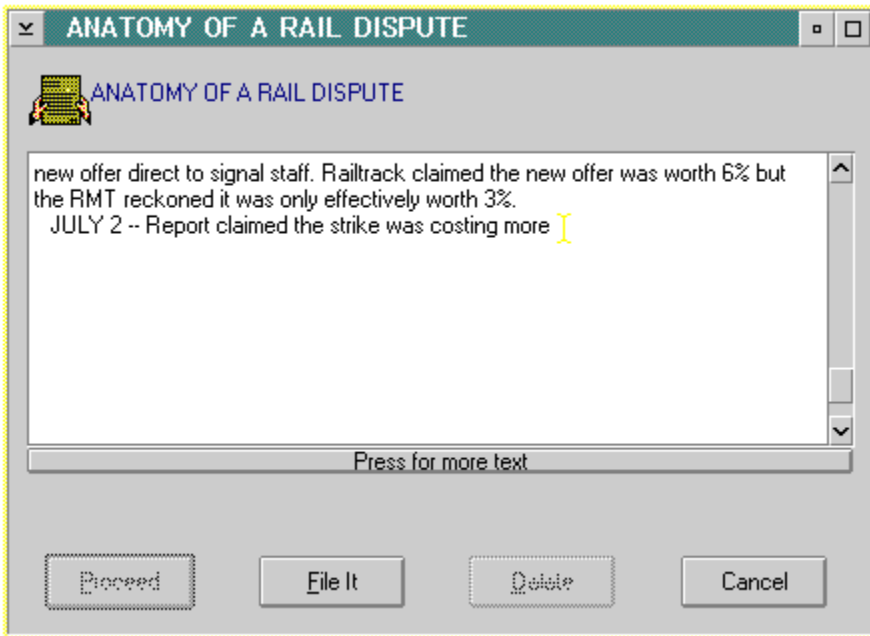 ANATOMY OF A RAIL DISPUTE
ANATOMY OF A RAIL DISPUTE
new offer direct to signal staff. Railtrack claimed the new offer was worth 6% but
the RMT reckoned it was only effectively worth 3%.
JULY 2 -- Report claimed the strike was costing more
Press for more text
Proceed File It Delete Cancel